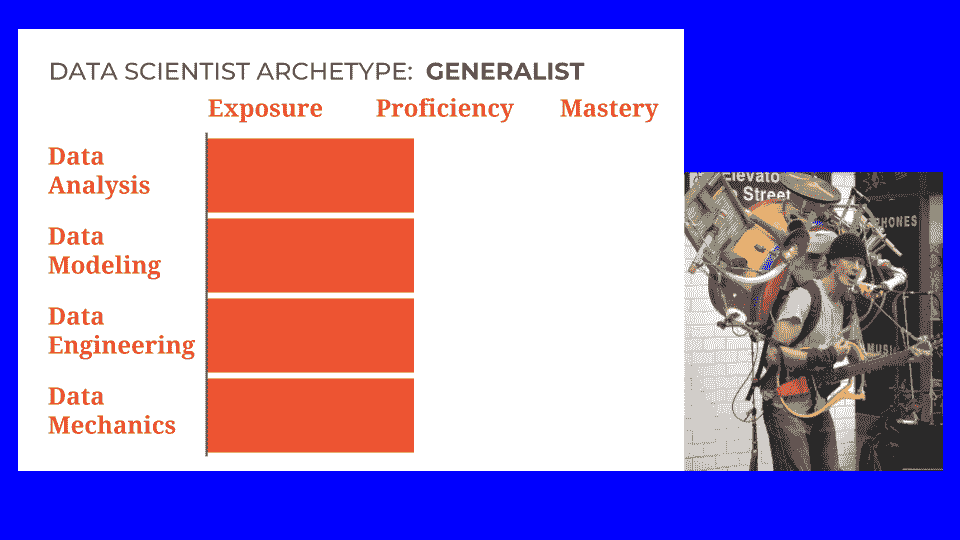 DATA SCIENTIST ARCHETYPE: GENERALIST
Exposure Proficiency Mastery
Data
Analysis
Data
Modeling
Data
Engineering
Data
Mechanics
Elevato
Street
PHONES
MUSIC